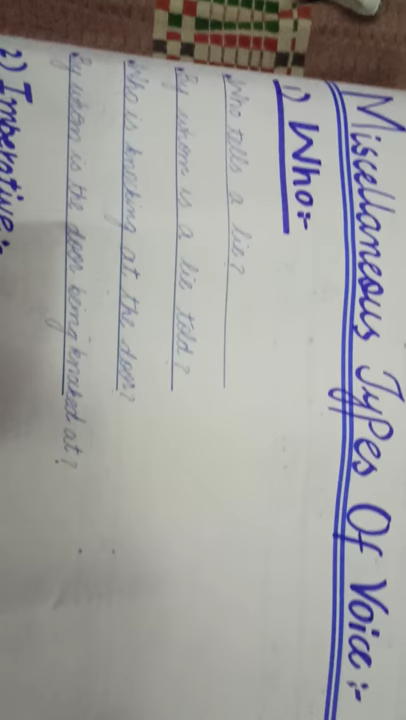 Miscellaneous Types Of Voice:-
1) Who:-
Who tells a lie?
By whom is a lie told?
Who is knocking at the door?
By whom is the door being knocked at?
2) Imperative:-